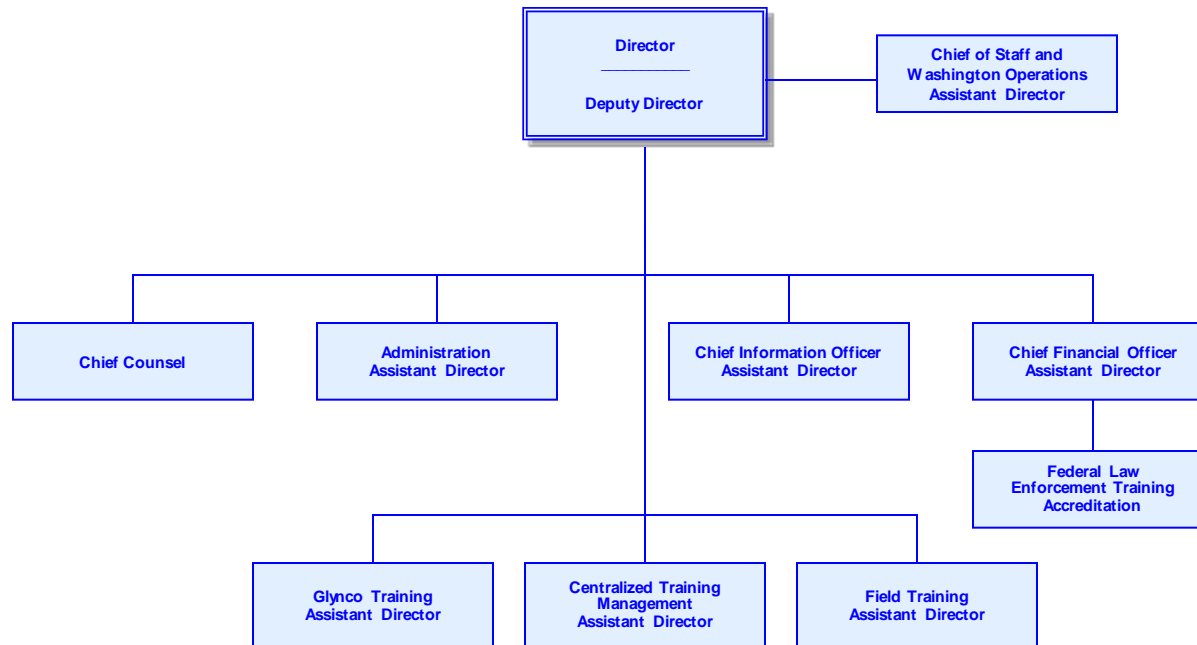 Director
Deputy Director
Chief of Staff and
Washington Operations
Assistant Director
Chief Counsel
Administration
Assistant Director
Chief Information Officer
Assistant Director
Chief Financial Officer
Assistant Director
Federal Law
Enforcement Training
Accreditation
Glynco Training
Assistant Director
Centralized Training
Management
Assistant Director
Field Training
Assistant Director